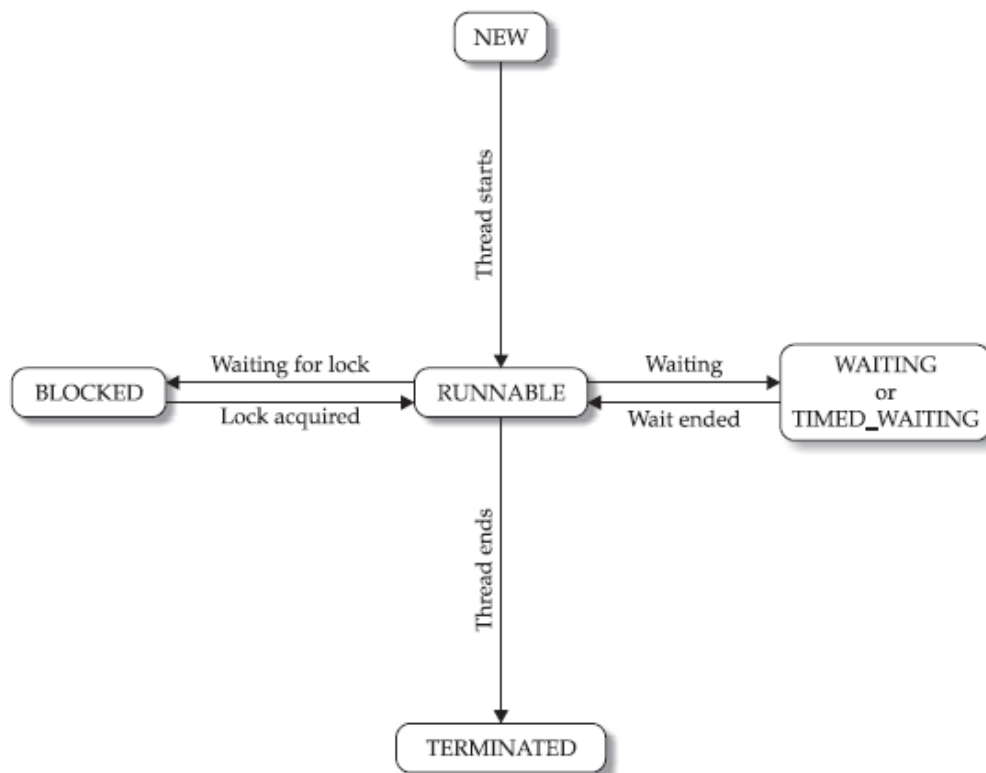 NEW
Thread starts
Waiting for lock
Waiting
WAITING
or
TIMED_WAITING
BLOCKED
RUNNABLE
Lock acquired
Wait ended
Thread ends
TERMINATED